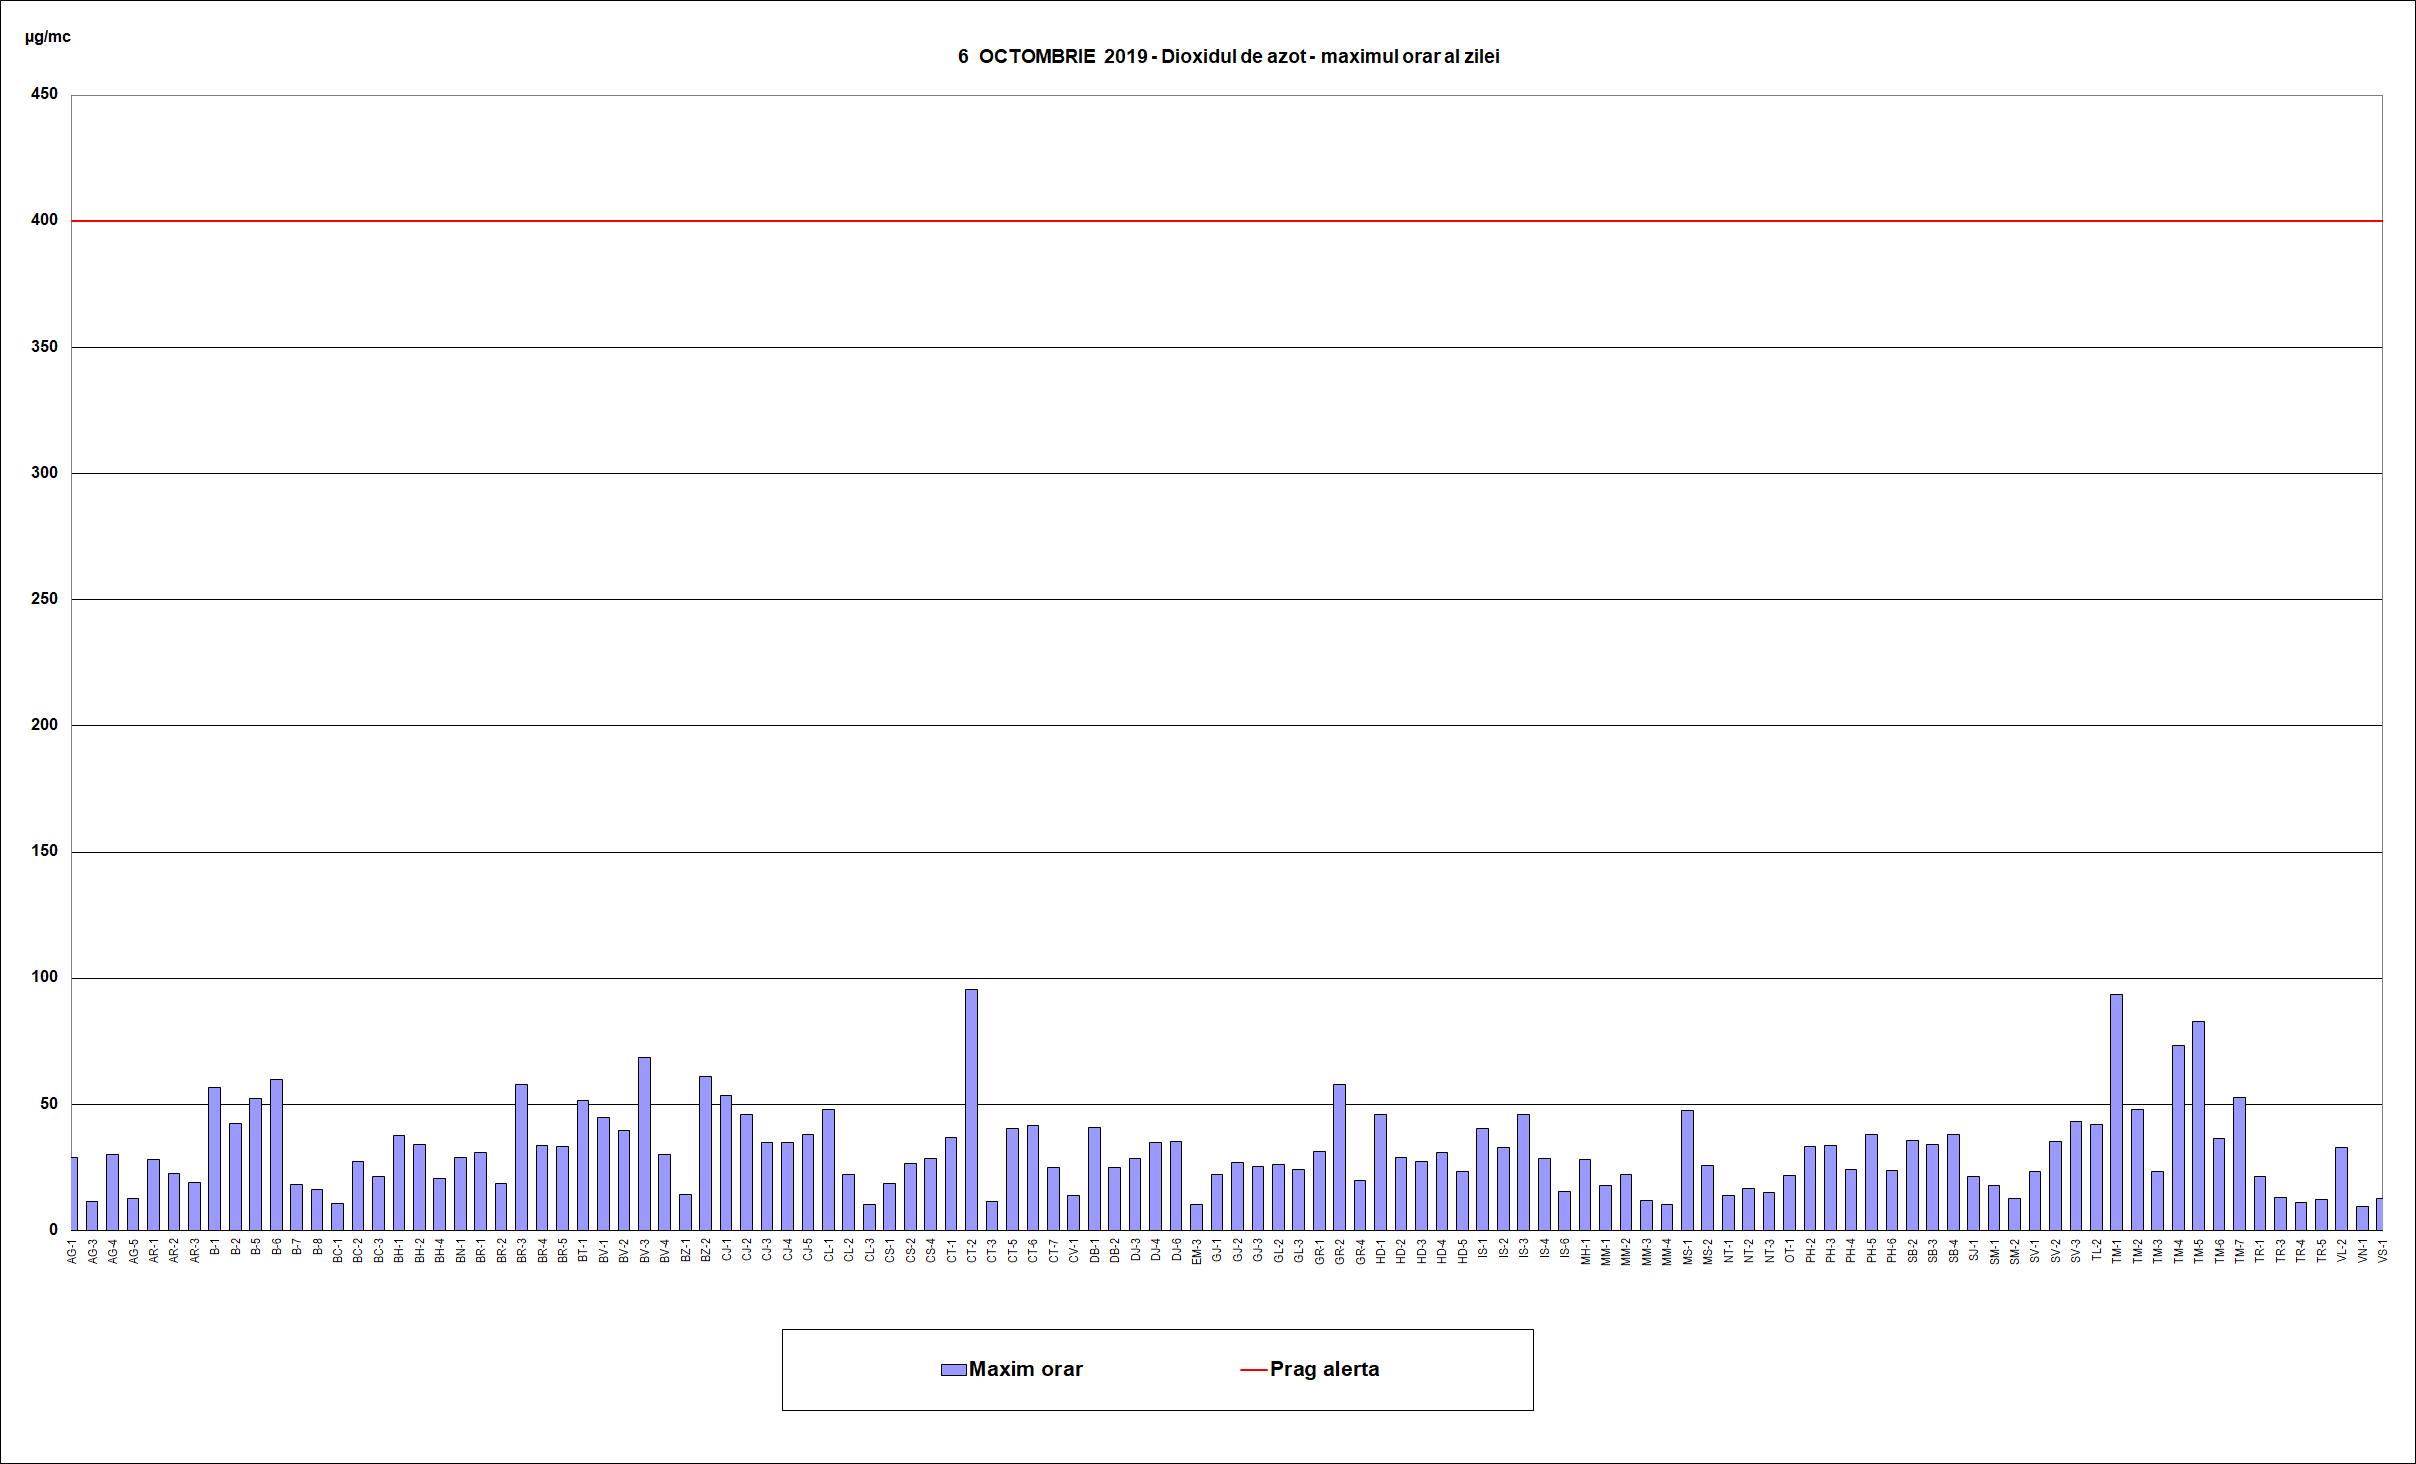 µg/mc
6 OCTOMBRIE 2019 - Dioxidul de azot - maximul orar al zilei
450
400
350
300
250
200
150
100
50
0
AG-1 AG-3 AG-4 AG-5 AR-1 AR-2 AR-3 B-1 B-2 B-5 B-6 B-7 B-8 BC-1 BC-2 BC-3 BH-1 BH-2 BH-4 BN-1 BR-1 BR-2 BR-3 BR-4 BR-5 BT-1 BV-1 BV-2 BV-3 BV-4 BZ-1 BZ-2 CJ-1 CJ-2 CJ-3 CJ-4 CJ-5 CL-1 CL-2 CL-3 CS-1 CS-2 CS-4 CT-1 CT-2 CT-3 CT-5 CT-6 CT-7 CV-1 DB-1 DB-2 DJ-3 DJ-4 DJ-6 EM-3 GJ-1 GJ-2 GJ-3 GL-2 GL-3 GR-1 GR-2 GR-4 HD-1 HD-2 HD-3 HD-4 HD-5 IS-1 IS-2 IS-3 IS-4 IS-6 MH-1 MM-1 MM-2 MM-3 MM-4 MS-1 MS-2 NT-1 NT-2 NT-3 OT-1 PH-2 PH-3 PH-4 PH-5 PH-6 SB-2 SB-3 SB-4 SJ-1 SM-1 SM-2 SV-1 SV-2 SV-3 TL-2 TM-1 TM-2 TM-3 TM-4 TM-5 TM-6 TM-7 TR-1 TR-3 TR-4 TR-5 VL-2 VN-1 VS-1
Maxim orar Prag alerta